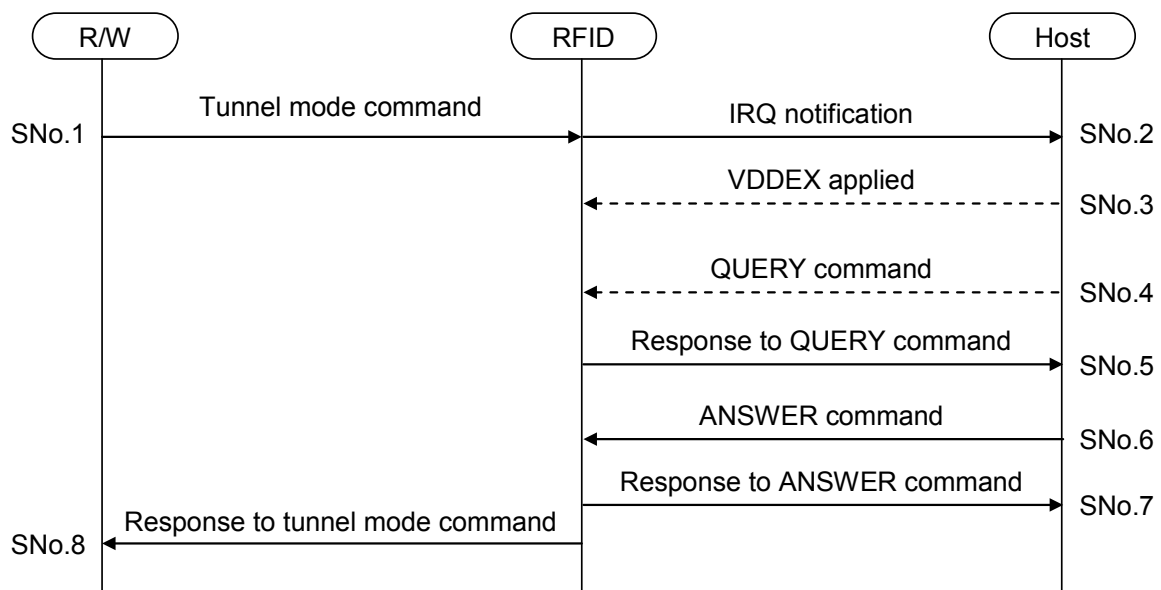 R/W
RFID
Host
Tunnel mode command
IRQ notification
SNo.1
SNo.2
VDDEX applied
SNo.3
QUERY command
SNo.4
Response to QUERY command
SNo.5
ANSWER command
SNo.6
Response to ANSWER command
SNo.7
Response to tunnel mode command
SNo.8